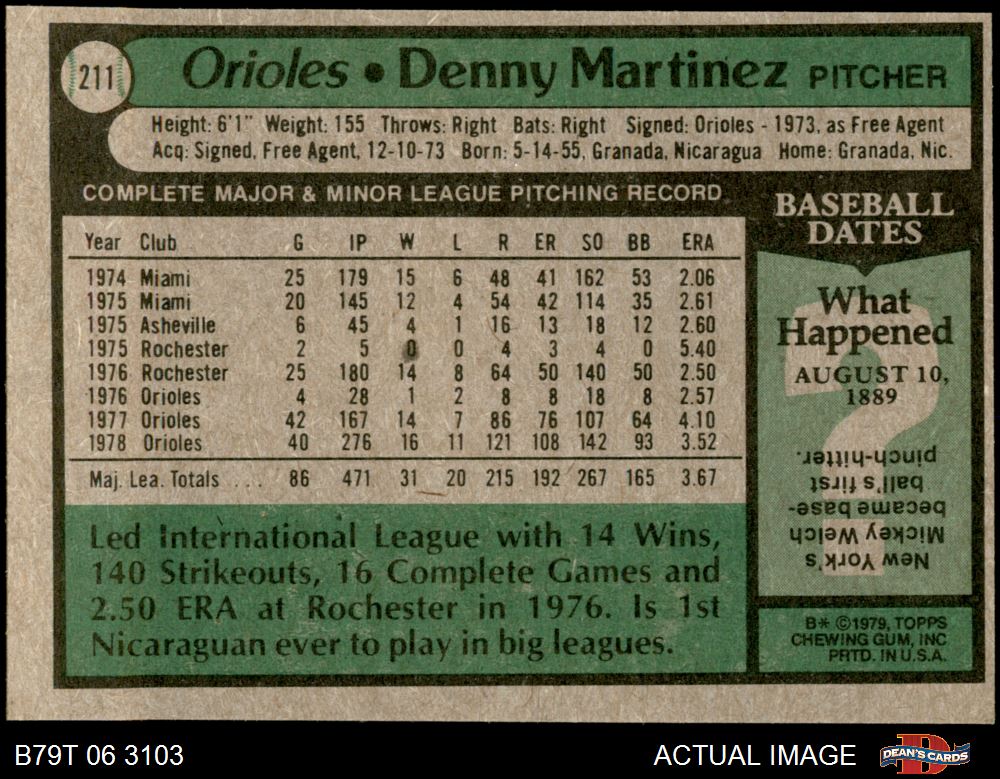 211
Orioles • Denny Martinez PITCHER
Height: 6'1" Weight: 155 Throws: Right Bats: Right Signed: Orioles - 1973, as Free Agent
Acq: Signed, Free Agent, 12-10-73 Born: 5-14-55, Granada, Nicaragua Home: Granada, Nic.
COMPLETE MAJOR & MINOR LEAGUE PITCHING RECORD
Year Club G IP W L R ER SO BB ERA
1974 Miami 25 179 15 6 48 41 162 53 2.06
1975 Miami 20 145 12 4 54 42 114 35 2.61
1975 Asheville 6 45 4 1 16 13 18 12 2.60
1975 Rochester 2 5 0 0 4 3 4 0 5.40
1976 Rochester 25 180 14 8 64 50 140 50 2.50
1976 Orioles 4 28 1 2 8 8 18 8 2.57
1977 Orioles 42 167 14 7 86 76 107 64 4.10
1978 Orioles 40 276 16 11 121 108 142 93 3.52
Maj. Lea. Totals . . . 86 471 31 20 215 192 267 165 3.67
Led International League with 14 Wins,
140 Strikeouts, 16 Complete Games and
2.50 ERA at Rochester in 1976. Is 1st
Nicaraguan ever to play in big leagues.
BASEBALL
DATES
What
Happened
AUGUST 10,
1889
New York's
Mickey Welch
became base-
ball's first
pinch-hitter.
B* ©1979, TOPPS
CHEWING GUM, INC
PRTD. IN U.S.A.
B79T 06 3103
ACTUAL IMAGE
DEAN'S CARDS